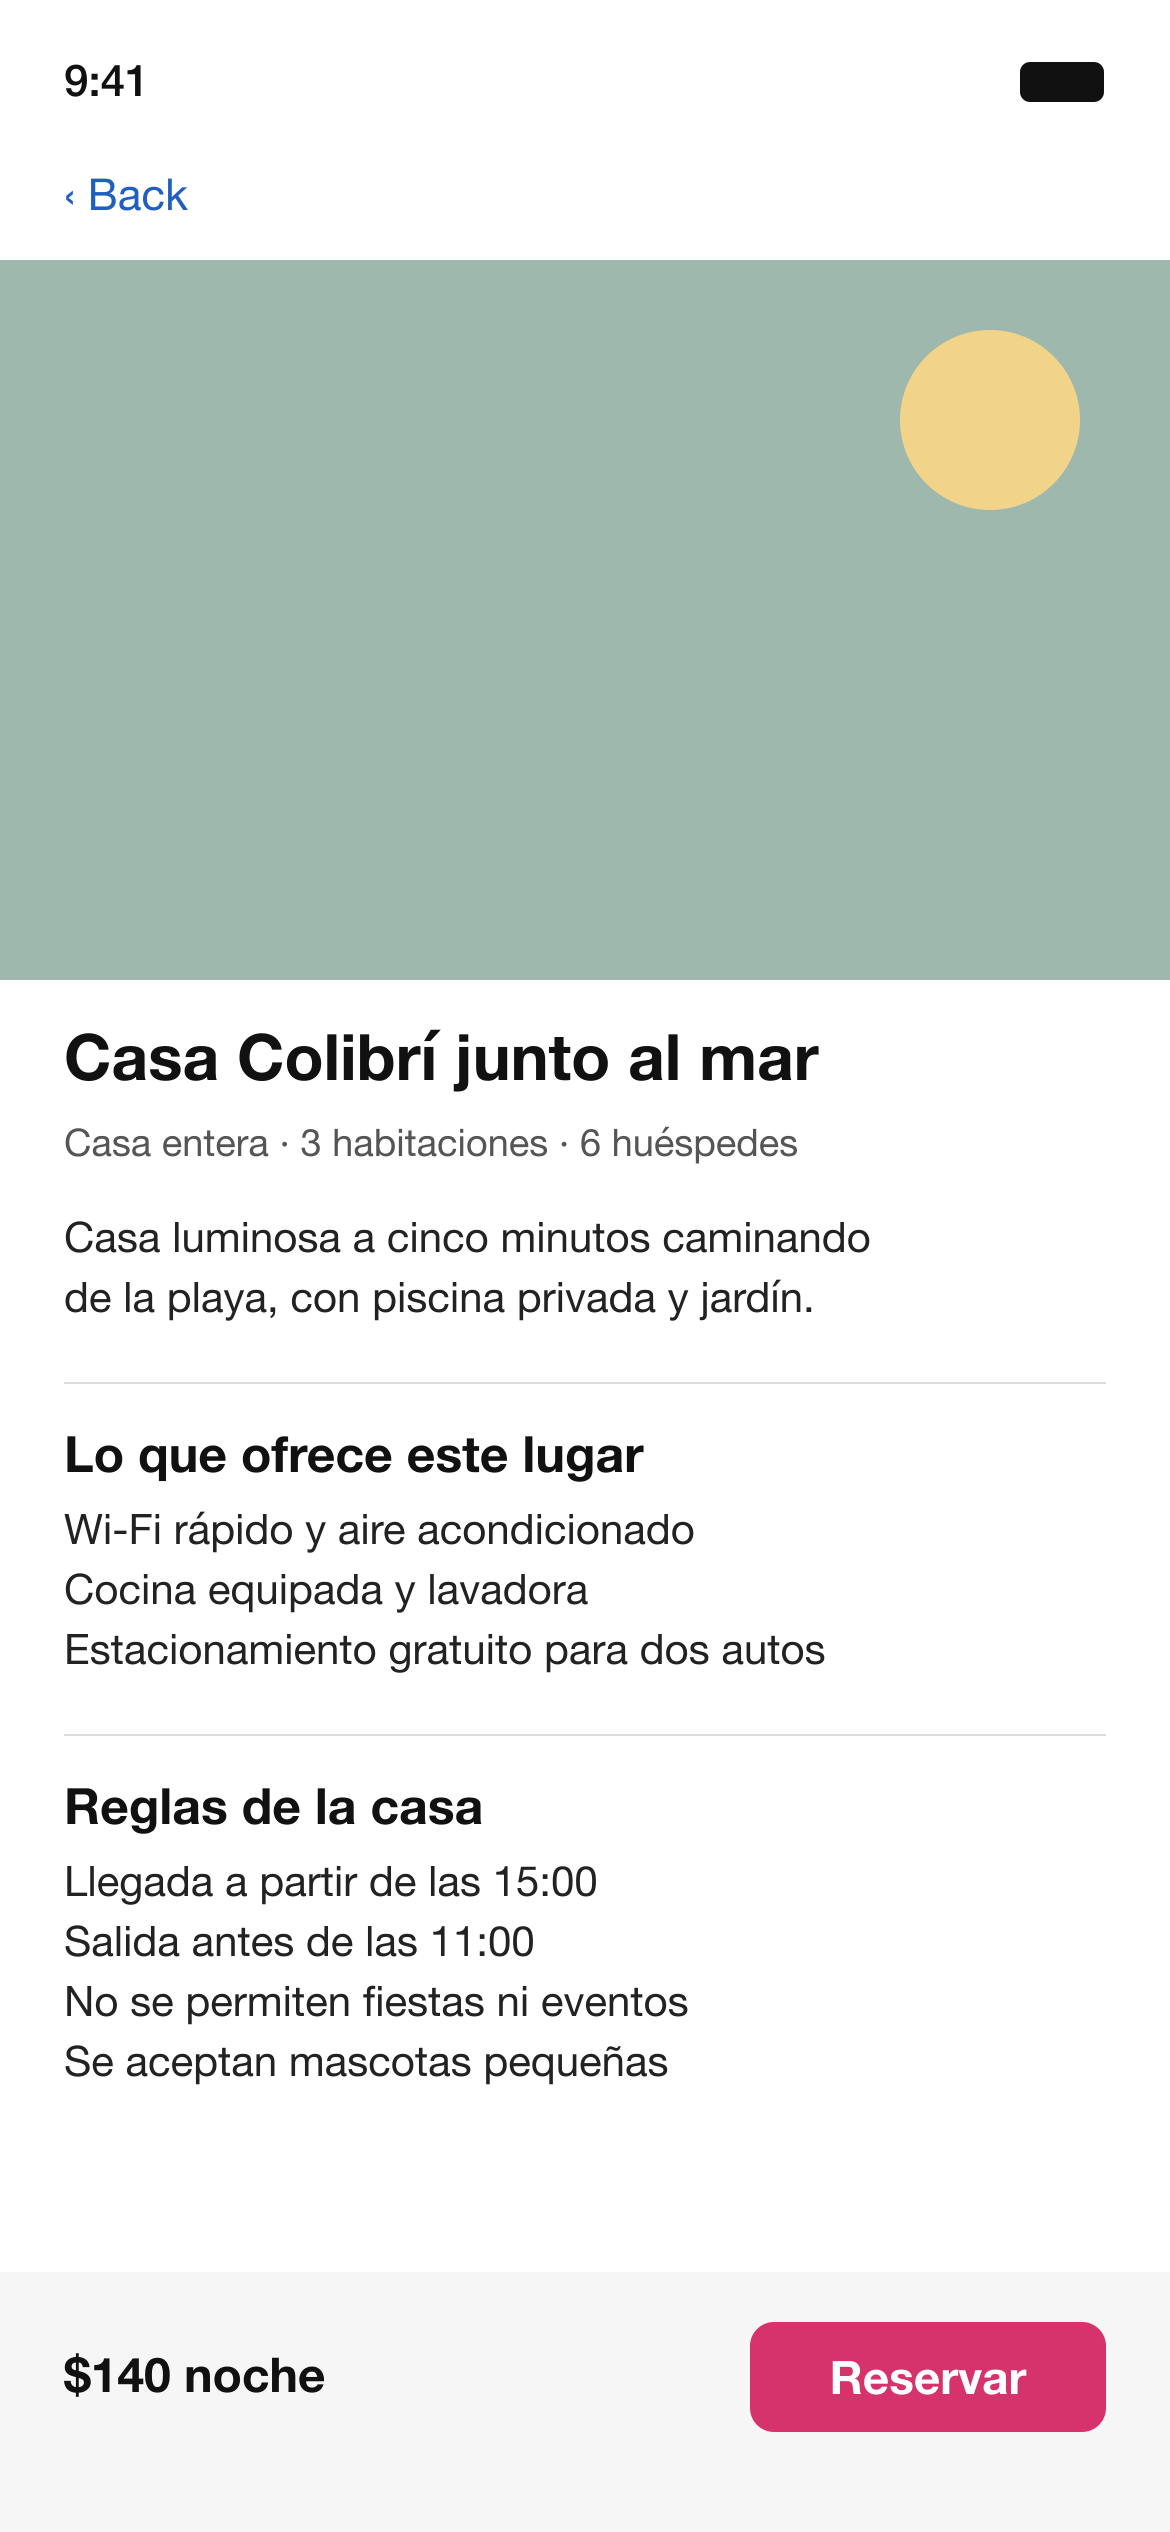 9:41
‹ Back
Casa Colibrí junto al mar
Casa entera · 3 habitaciones · 6 huéspedes
Casa luminosa a cinco minutos caminando
de la playa, con piscina privada y jardín.
Lo que ofrece este lugar
Wi-Fi rápido y aire acondicionado
Cocina equipada y lavadora
Estacionamiento gratuito para dos autos
Reglas de la casa
Llegada a partir de las 15:00
Salida antes de las 11:00
No se permiten fiestas ni eventos
Se aceptan mascotas pequeñas
$140 noche
Reservar